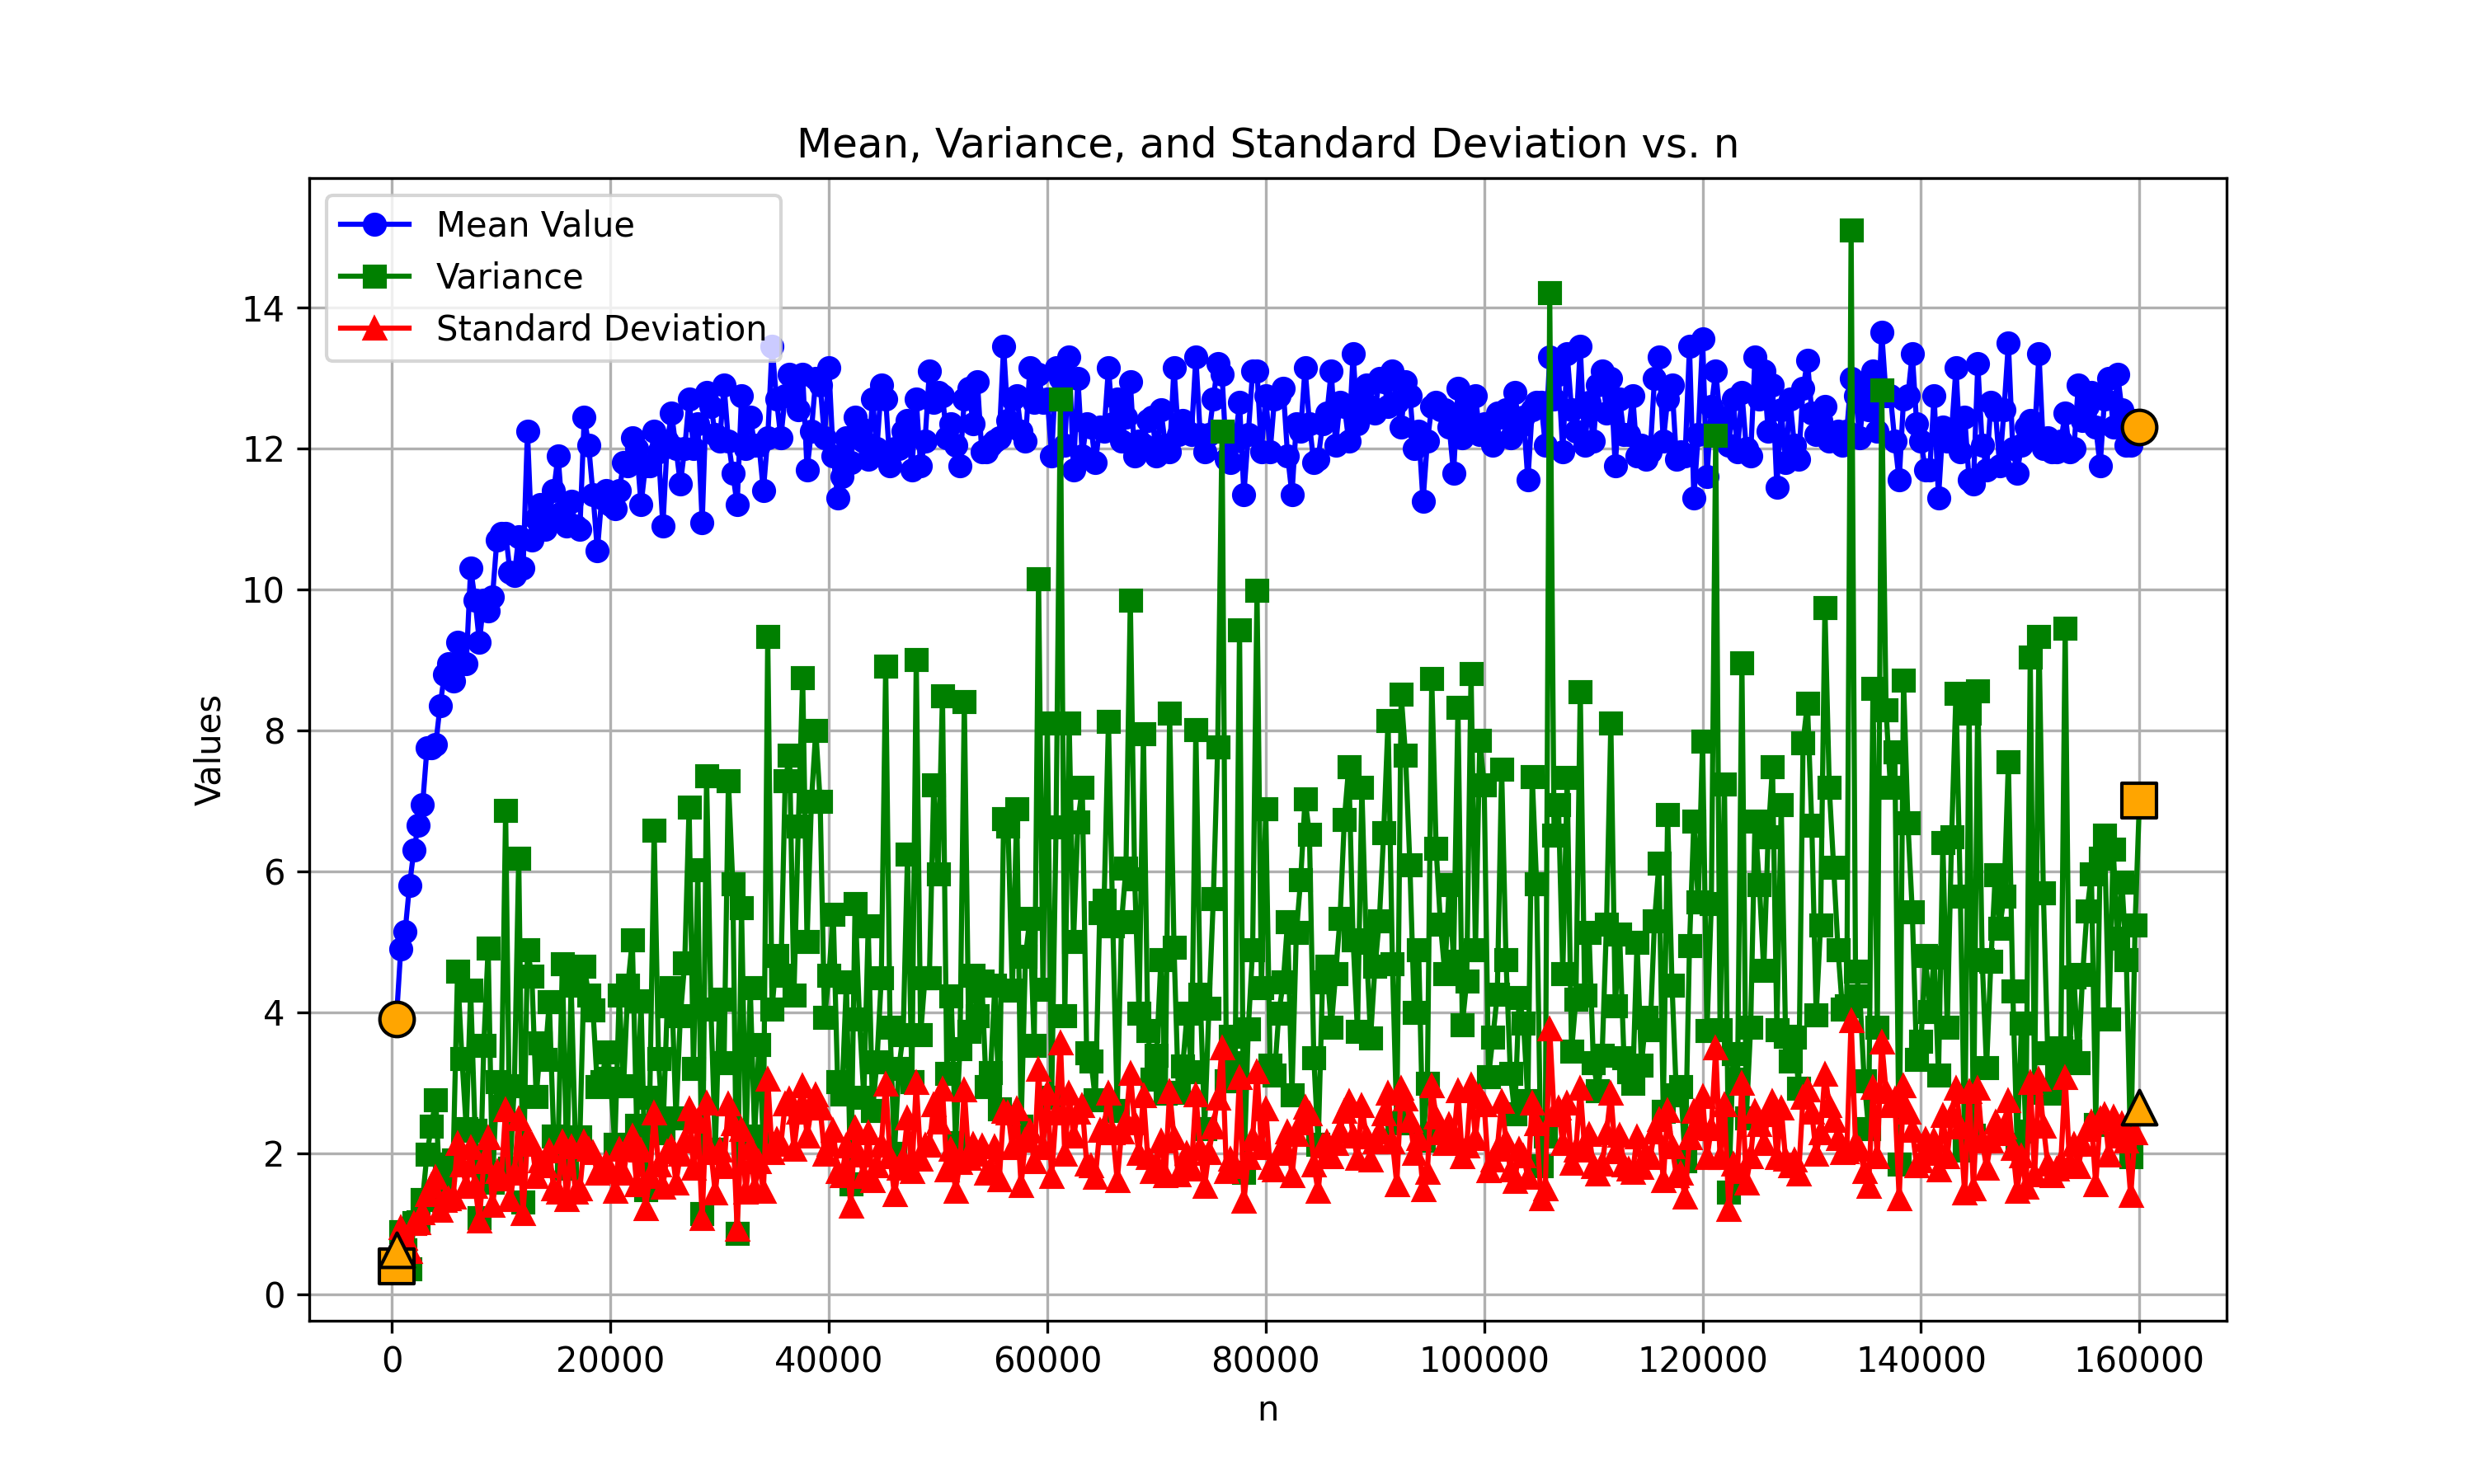 Mean, Variance, and Standard Deviation vs. n
Mean Value
Variance
Standard Deviation
Values
14
12
10
8
6
4
2
0
0 20000 40000 60000 80000 100000 120000 140000 160000
n